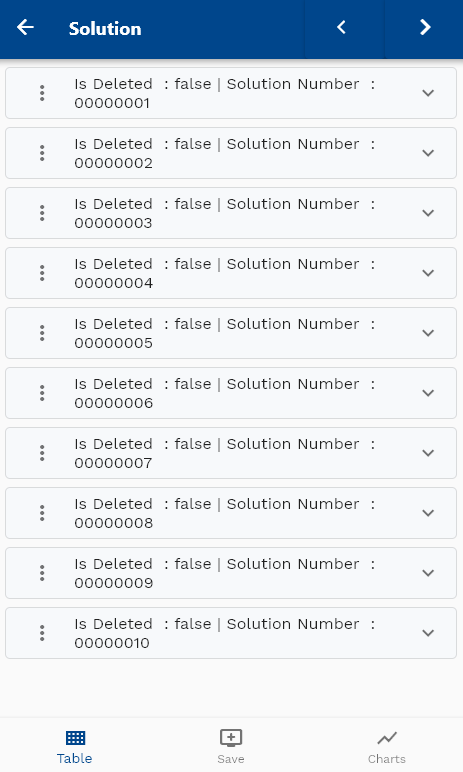 Solution
Is Deleted : false | Solution Number :
00000001
Is Deleted : false | Solution Number :
00000002
Is Deleted : false | Solution Number :
00000003
Is Deleted : false | Solution Number :
00000004
Is Deleted : false | Solution Number :
00000005
Is Deleted : false | Solution Number :
00000006
Is Deleted : false | Solution Number :
00000007
Is Deleted : false | Solution Number :
00000008
Is Deleted : false | Solution Number :
00000009
Is Deleted : false | Solution Number :
00000010
Table Save Charts